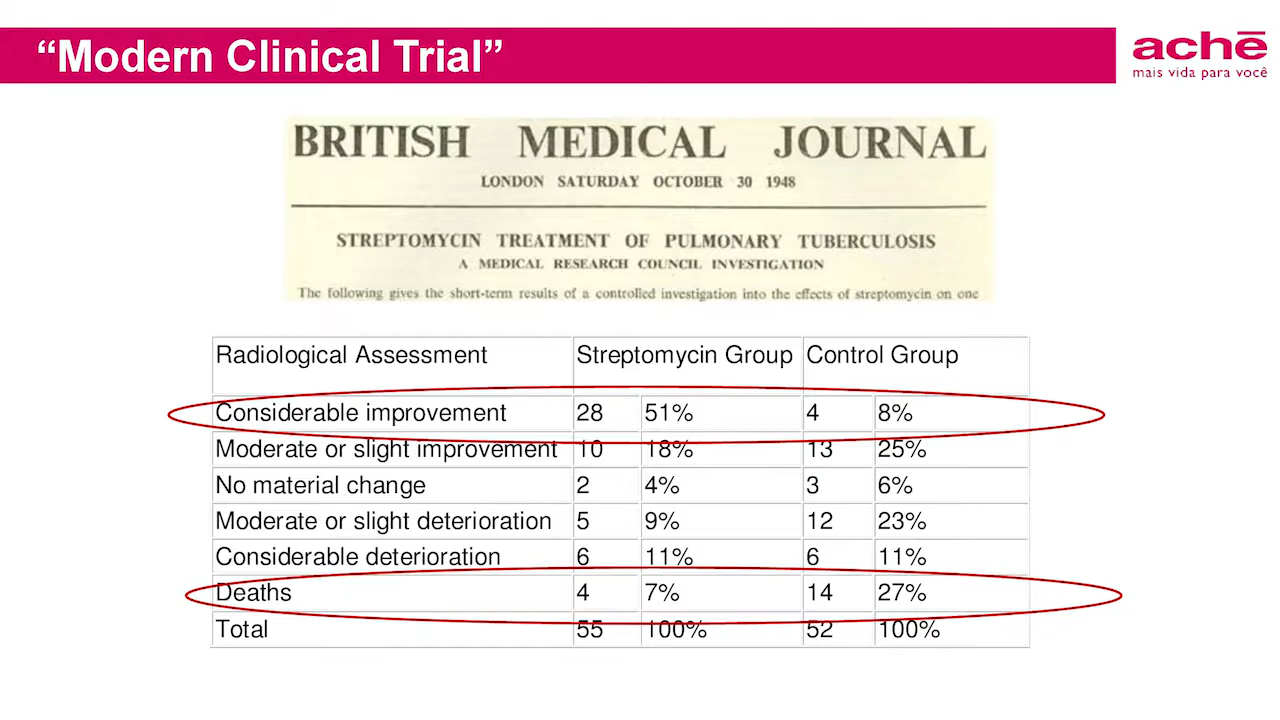 “Modern Clinical Trial”
achē
mais vida para você
BRITISH MEDICAL JOURNAL
LONDON SATURDAY OCTOBER 30 1948
STREPTOMYCIN TREATMENT OF PULMONARY TUBERCULOSIS
A MEDICAL RESEARCH COUNCIL INVESTIGATION
The following gives the short-term results of a controlled investigation into the effects of streptomycin on one
Radiological Assessment Streptomycin Group Control Group
Considerable improvement 28 51% 4 8%
Moderate or slight improvement 10 18% 13 25%
No material change 2 4% 3 6%
Moderate or slight deterioration 5 9% 12 23%
Considerable deterioration 6 11% 6 11%
Deaths 4 7% 14 27%
Total 55 100% 52 100%